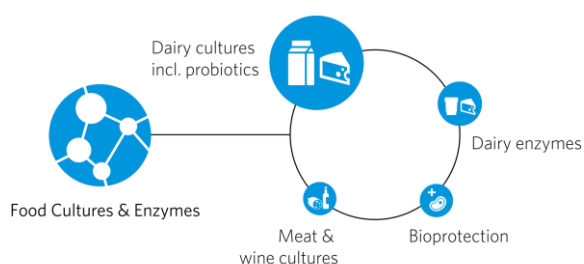 Dairy cultures
incl. probiotics
Dairy enzymes
Food Cultures & Enzymes
Meat &
wine cultures
Bioprotection